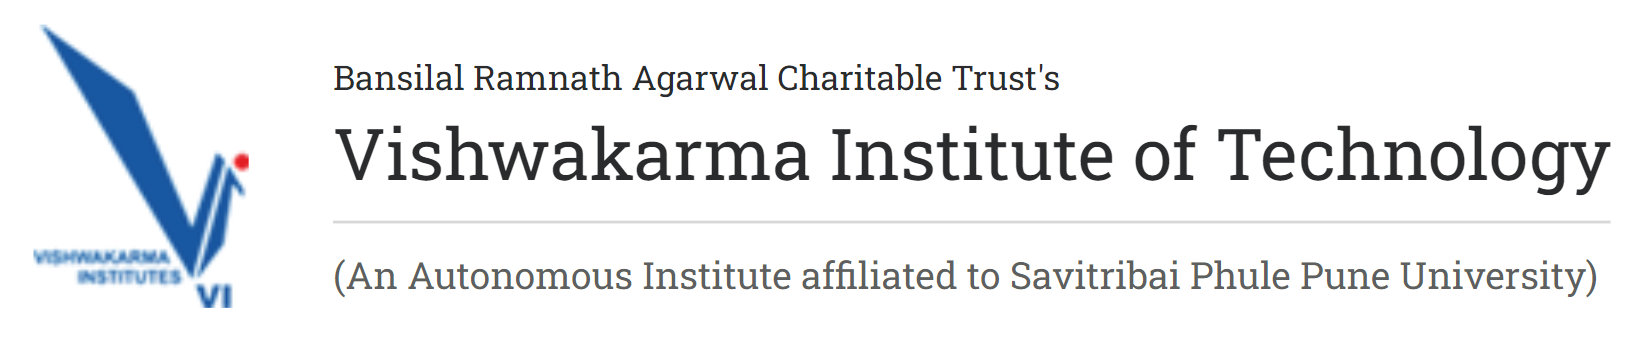 Bansilal Ramnath Agarwal Charitable Trust's
Vishwakarma Institute of Technology
(An Autonomous Institute affiliated to Savitribai Phule Pune University)
VISHWAKARMA
INSTITUTES
VI